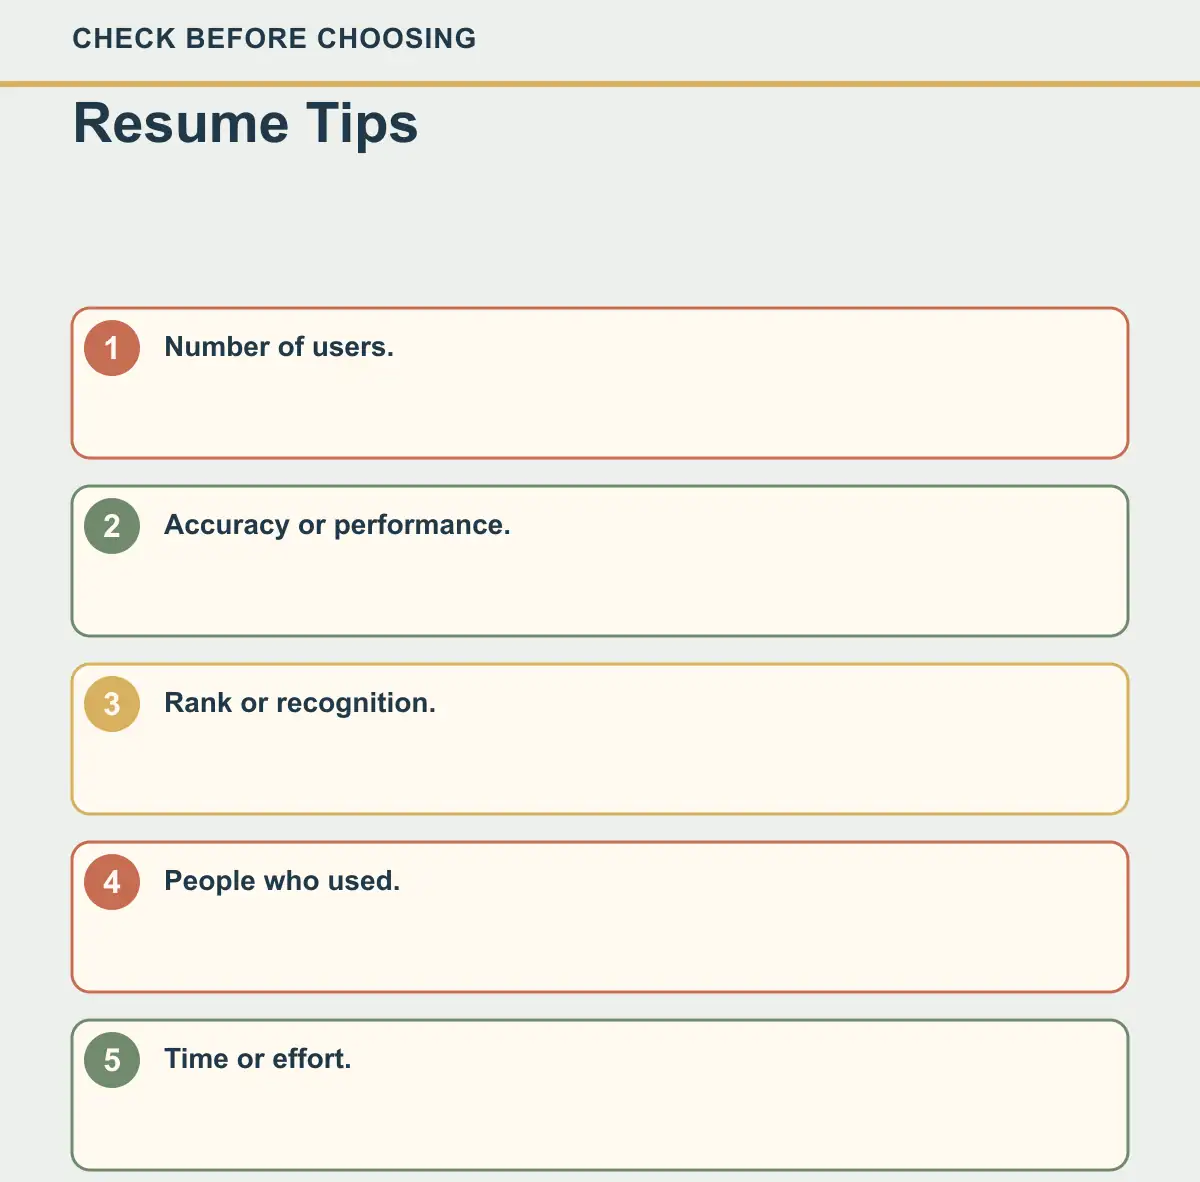 CHECK BEFORE CHOOSING
Resume Tips
1 Number of users.
2 Accuracy or performance.
3 Rank or recognition.
4 People who used.
5 Time or effort.